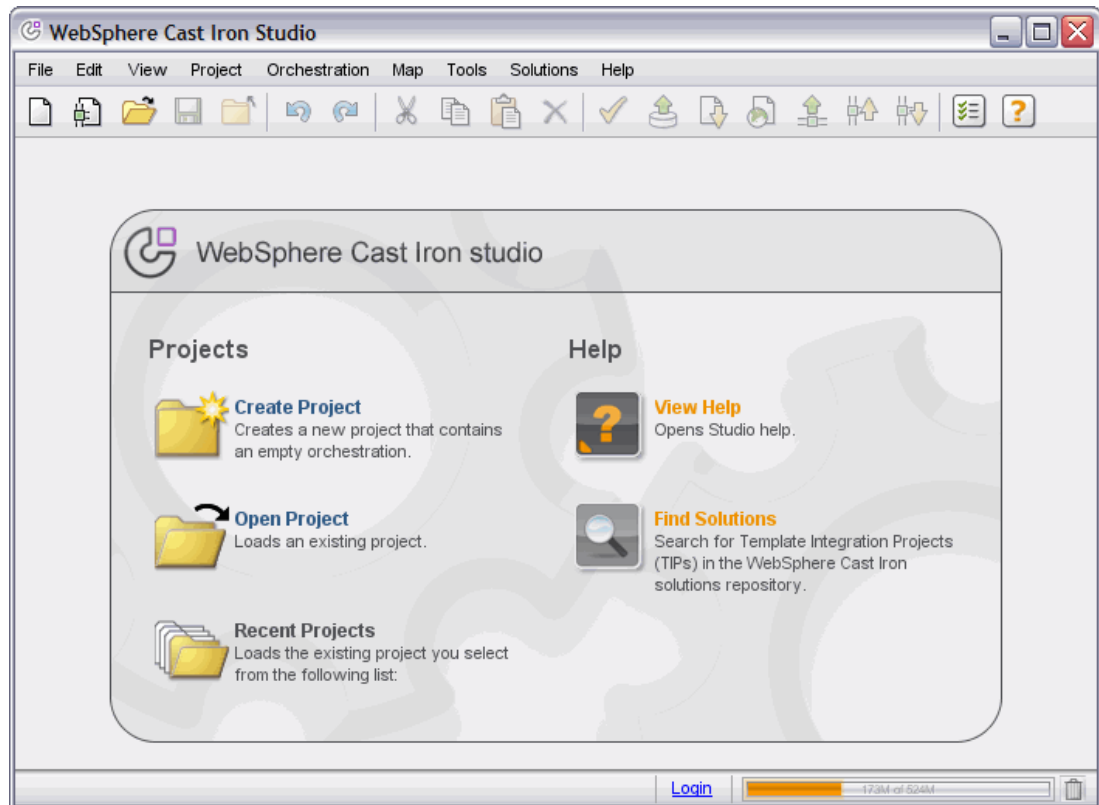 WebSphere Cast Iron Studio
File Edit View Project Orchestration Map Tools Solutions Help
WebSphere Cast Iron studio
Projects
Create Project
Creates a new project that contains
an empty orchestration.
Open Project
Loads an existing project.
Recent Projects
Loads the existing project you select
from the following list:
Help
View Help
Opens Studio help.
Find Solutions
Search for Template Integration Projects
(TIPs) in the WebSphere Cast Iron
solutions repository.
Login
173M of 524M